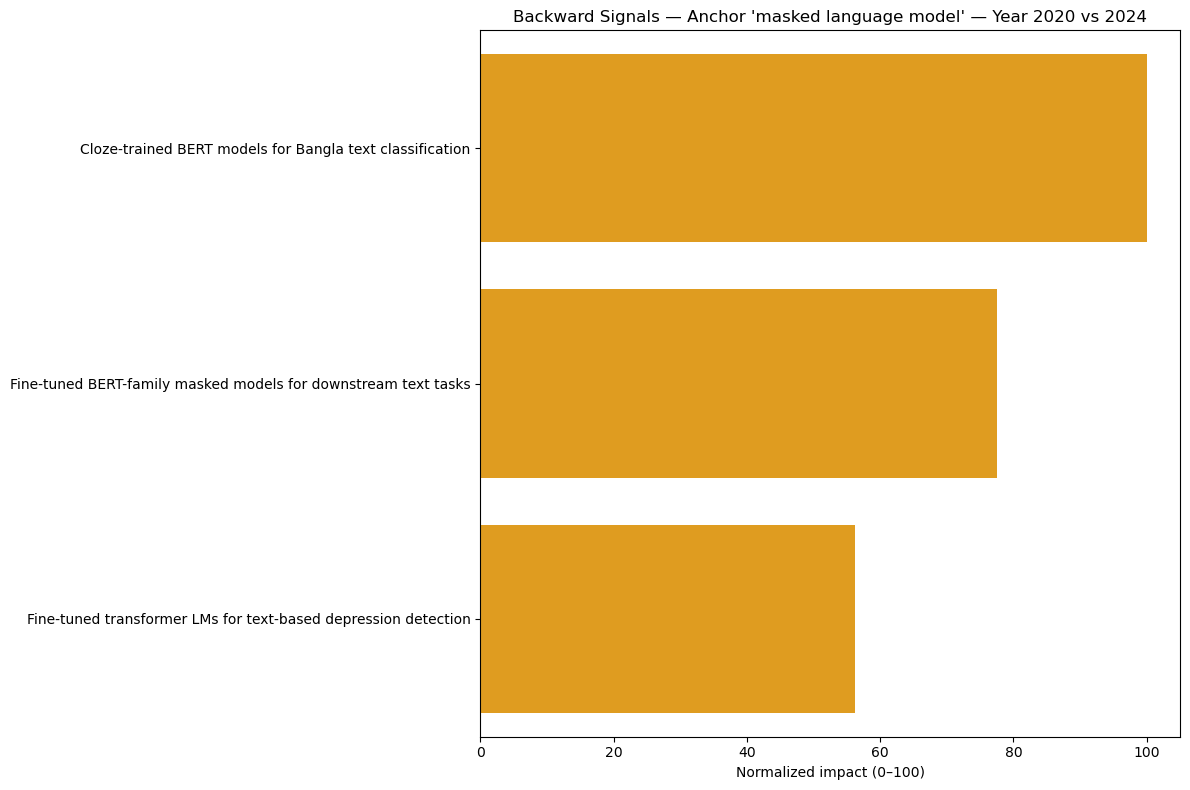 Backward Signals — Anchor 'masked language model' — Year 2020 vs 2024
Cloze-trained BERT models for Bangla text classification
Fine-tuned BERT-family masked models for downstream text tasks
Fine-tuned transformer LMs for text-based depression detection
0 20 40 60 80 100
Normalized impact (0–100)